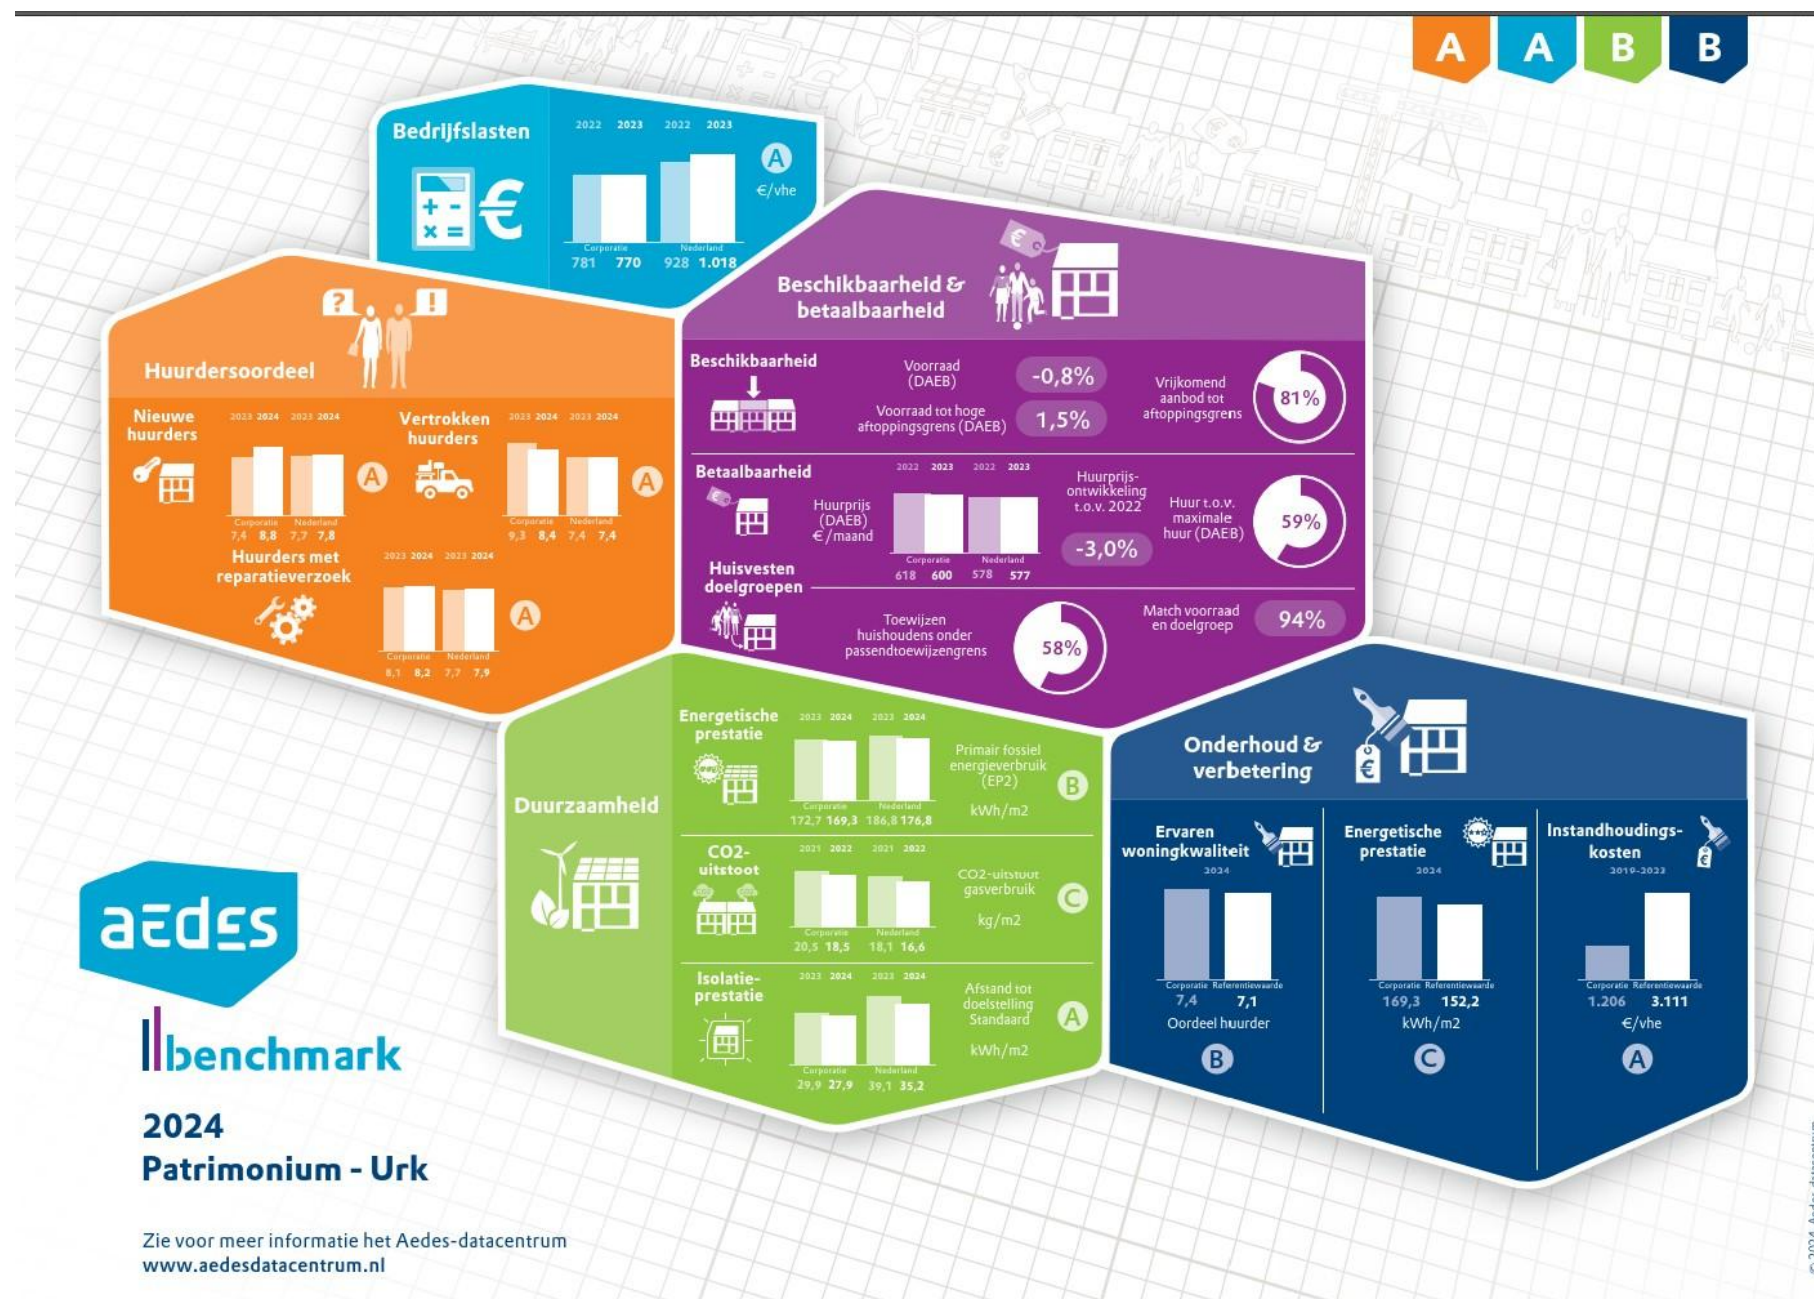 A A B B
Bedrijfslasten
2022 2023 2022 2023
A
€/vhe
Corporatie Nederland
781 770 928 1.018
Huurdersoordeel
? !
Nieuwe
huurders
2023 2024 2023 2024
A
Corporatie Nederland
7,4 8,8 7,7 7,8
Vertrokken
huurders
2023 2024 2023 2024
A
Corporatie Nederland
9,3 8,4 7,4 7,4
Huurders met
reparatieverzoek
2023 2024 2023 2024
A
Corporatie Nederland
8,1 8,2 7,7 7,9
Beschikbaarheid &
betaalbaarheid
Beschikbaarheid
Voorraad
(DAEB)
-0,8%
Voorraad tot hoge
aftoppingsgrens (DAEB)
1,5%
Vrijkomend
aanbod tot
aftoppingsgrens
81%
Betaalbaarheid
Huurprijs
(DAEB)
€/maand
2022 2023 2022 2023
Corporatie Nederland
618 600 578 577
Huurprijs-
ontwikkeling
t.o.v. 2022
-3,0%
Huur t.o.v.
maximale
huur (DAEB)
59%
Huisvesten
doelgroepen
Toewijzen
huishoudens onder
passendtoewijzengrens
58%
Match voorraad
en doelgroep
94%
Duurzaamheid
Energetische
prestatie
2023 2024 2023 2024
Corporatie Nederland
172,7 169,3 186,8 176,8
Primair fossiel
energieverbruik
(EP2)
kWh/m2
B
CO2-
uitstoot
2021 2022 2021 2022
Corporatie Nederland
20,5 18,5 18,1 16,6
CO2-uitstoot
gasverbruik
kg/m2
C
Isolatie-
prestatie
2023 2024 2023 2024
Corporatie Nederland
29,9 27,9 39,1 35,2
Afstand tot
doelstelling
Standaard
kWh/m2
A
Onderhoud &
verbetering
Ervaren
woningkwaliteit
2024
Corporatie Referentiewaarde
7,4 7,1
Oordeel huurder
B
Energetische
prestatie
2024
Corporatie Referentiewaarde
169,3 152,2
kWh/m2
C
Instandhoudings-
kosten
2019-2023
Corporatie Referentiewaarde
1.206 3.111
€/vhe
A
aedes
benchmark
2024
Patrimonium - Urk
Zie voor meer informatie het Aedes-datacentrum
www.aedesdatacentrum.nl
© 2024 Aedes-datacentrum